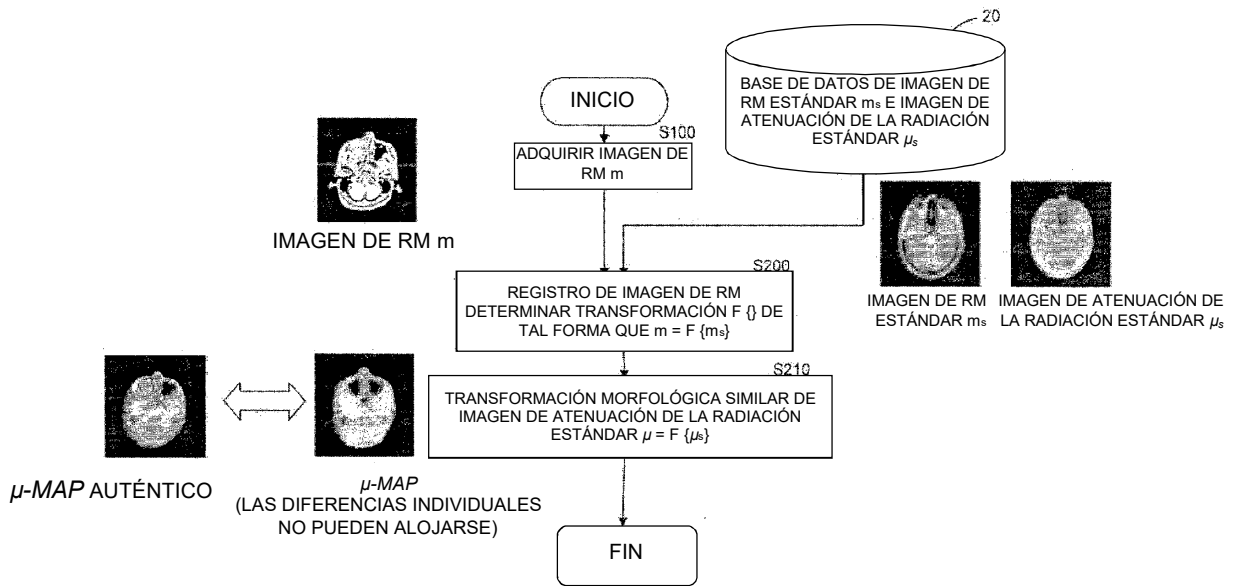 20
BASE DE DATOS DE IMAGEN DE
RM ESTÁNDAR ms E IMAGEN DE
ATENUACIÓN DE LA RADIACIÓN
ESTÁNDAR μs
INICIO
S100
ADQUIRIR IMAGEN DE
RM m
IMAGEN DE RM m
IMAGEN DE RM
ESTÁNDAR ms
IMAGEN DE ATENUACIÓN DE
LA RADIACIÓN ESTÁNDAR μs
S200
REGISTRO DE IMAGEN DE RM
DETERMINAR TRANSFORMACIÓN F {} DE
TAL FORMA QUE m = F {ms}
S210
TRANSFORMACIÓN MORFOLÓGICA SIMILAR DE
IMAGEN DE ATENUACIÓN DE LA RADIACIÓN
ESTÁNDAR μ = F {μs}
μ-MAP AUTÉNTICO
μ-MAP
(LAS DIFERENCIAS INDIVIDUALES
NO PUEDEN ALOJARSE)
FIN